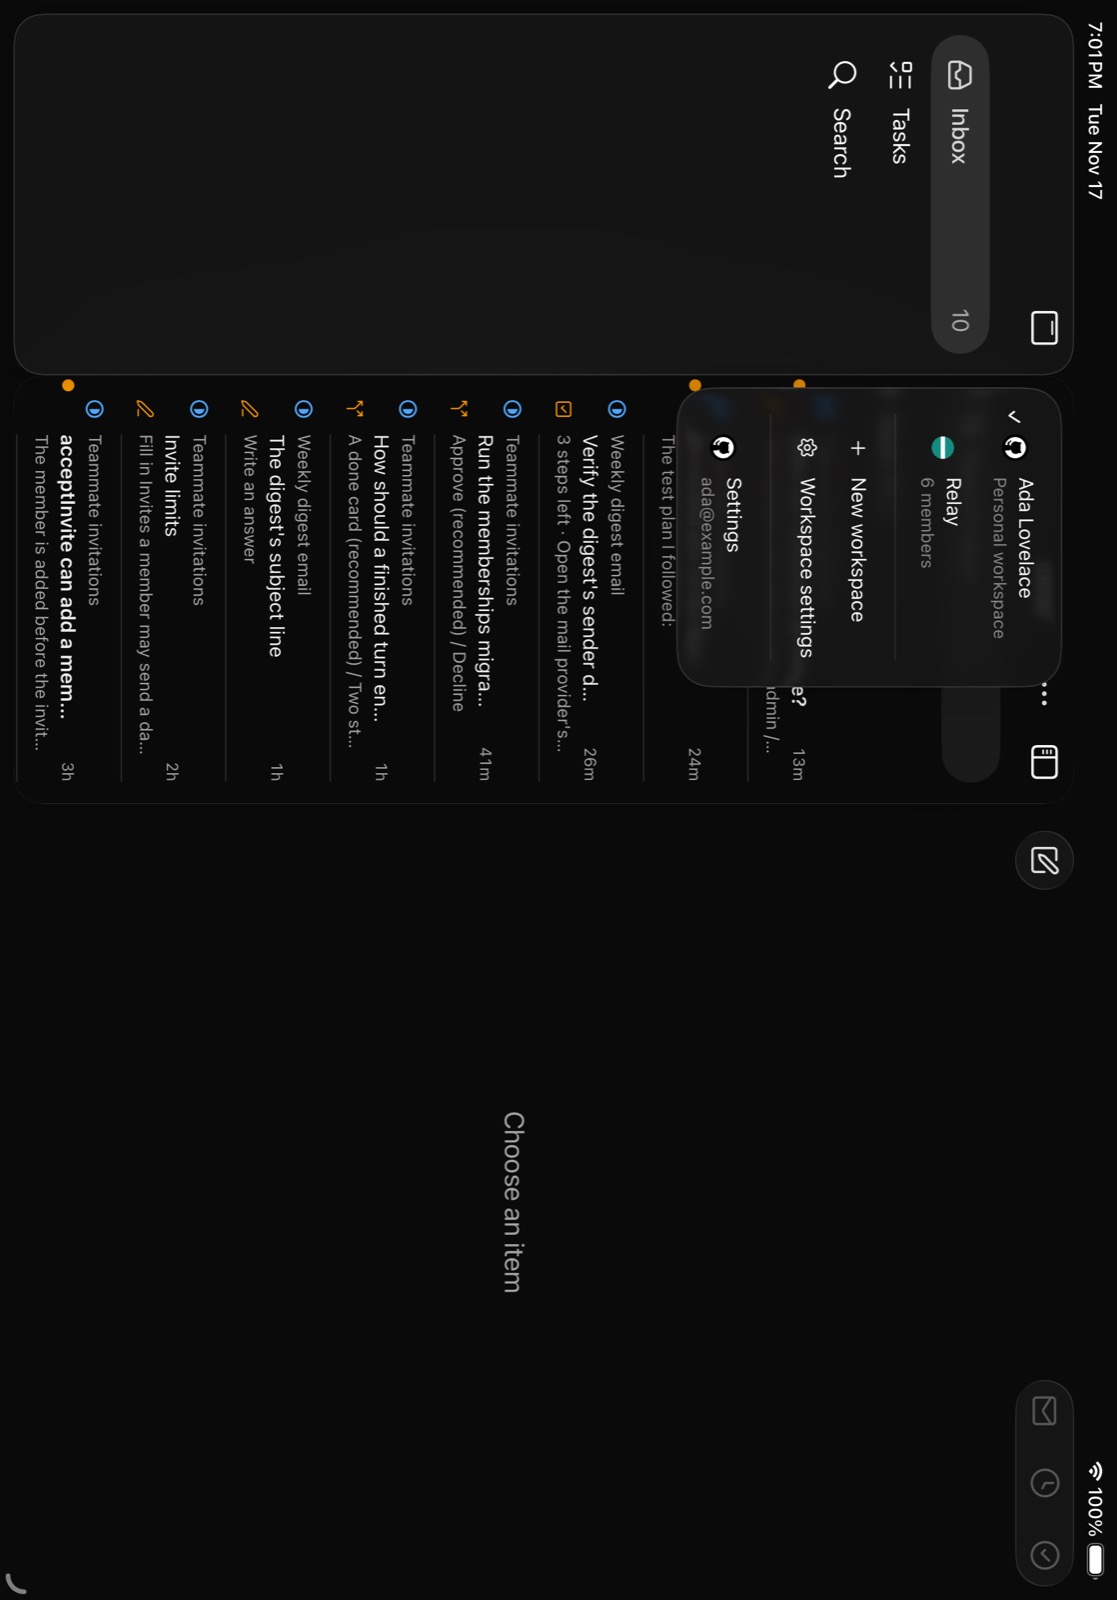 7:01 PM Tue Nov 17
100%
Inbox 10
Tasks
Search
Ada Lovelace
Personal workspace
Relay
6 members
New workspace
Workspace settings
Settings
ada@example.com
e? 13m
dmin /...
24m
The test plan I followed:
Weekly digest email
Verify the digest's sender d... 26m
3 steps left · Open the mail provider's...
Teammate invitations
Run the memberships migra... 41m
Approve (recommended) / Decline
Teammate invitations
How should a finished turn en... 1h
A done card (recommended) / Two st...
Weekly digest email
The digest's subject line 1h
Write an answer
Teammate invitations
Invite limits 2h
Fill in Invites a member may send a da...
Teammate invitations
acceptInvite can add a mem... 3h
The member is added before the invit...
Choose an item